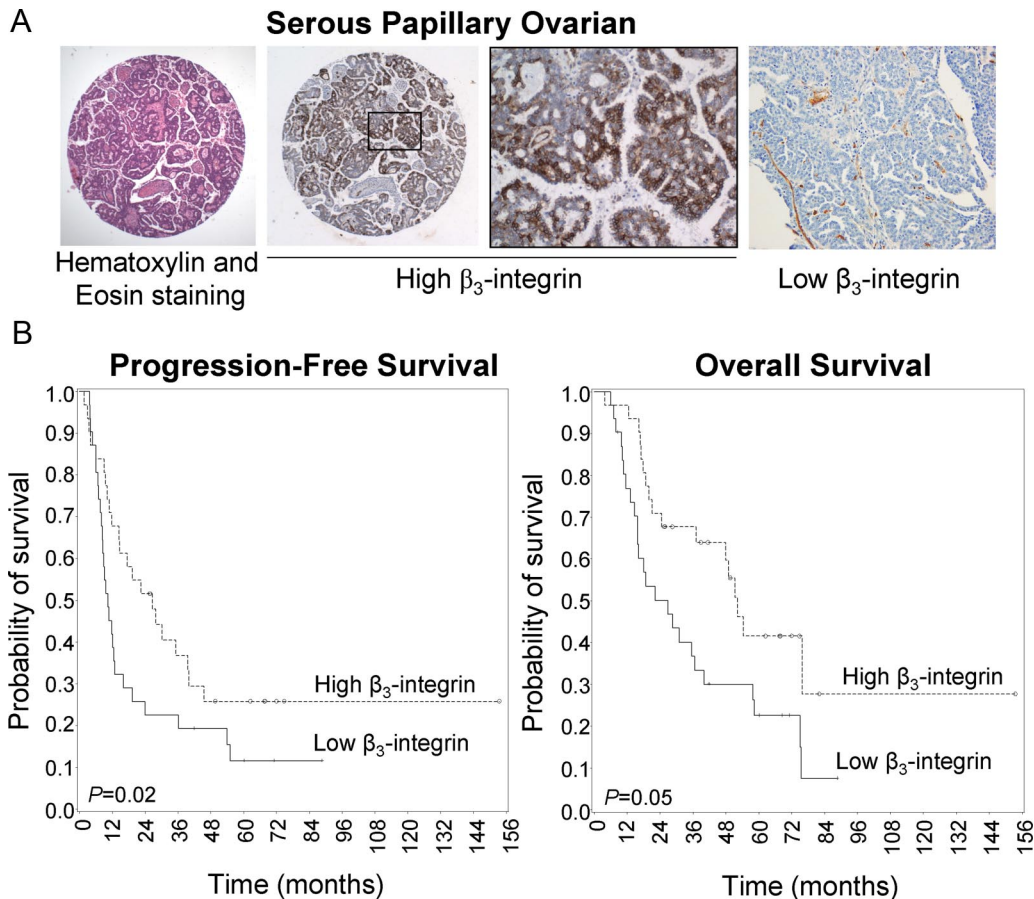 A
Serous Papillary Ovarian
Hematoxylin and
Eosin staining
High β₃-integrin
Low β₃-integrin
B
Progression-Free Survival
Probability of survival
1.0
0.9
0.8
0.7
0.6
0.5
0.4
0.3
0.2
0.1
0.0
High β₃-integrin
Low β₃-integrin
P=0.02
0 12 24 36 48 60 72 84 96 108 120 132 144 156
Time (months)
Overall Survival
Probability of survival
1.0
0.9
0.8
0.7
0.6
0.5
0.4
0.3
0.2
0.1
0.0
High β₃-integrin
Low β₃-integrin
P=0.05
0 12 24 36 48 60 72 84 96 108 120 132 144 156
Time (months)